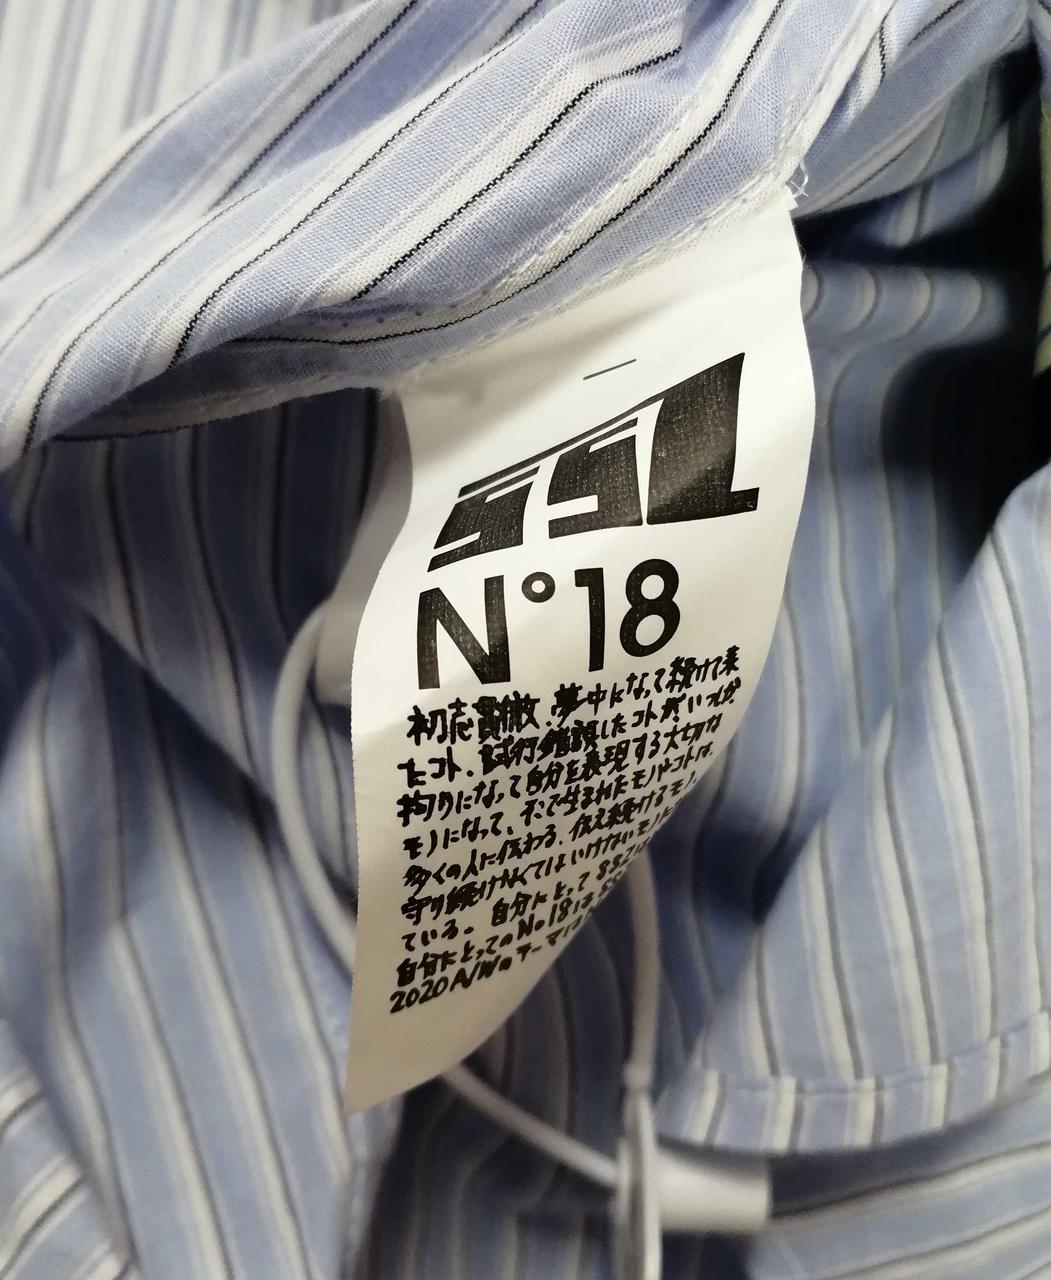 SSZ
N°18
初志貫徹.夢中になって続けて来
たコト、試行錯誤したコトがいつか
拘りになって自分を表現する大切な
モノになって、そこで生まれたモノやコトは、
多くの人に伝わる、伝え続けるモノ、
守り続けなくてはいけないモノに
ている。自分にとって
自分にとってのNo18は
2020A/Wのテーマは